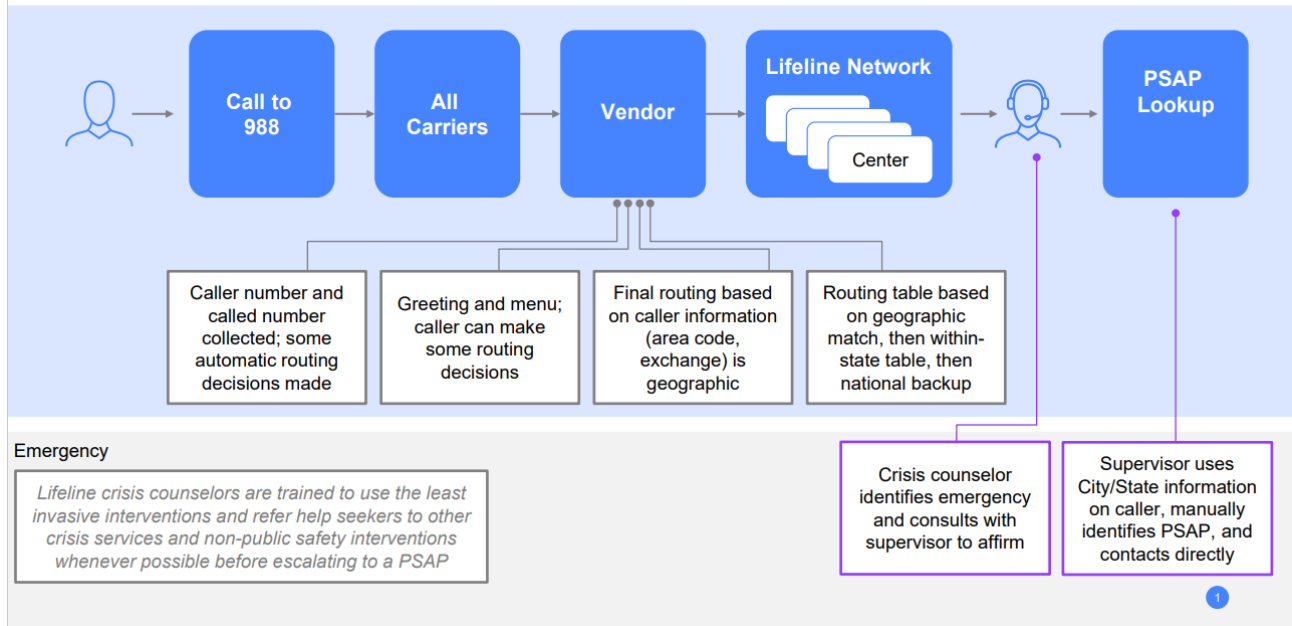 Call to
988
All
Carriers
Vendor
Lifeline Network
Center
PSAP
Lookup
Caller number and
called number
collected; some
automatic routing
decisions made
Greeting and menu;
caller can make
some routing
decisions
Final routing based
on caller information
(area code,
exchange) is
geographic
Routing table based
on geographic
match, then within-
state table, then
national backup
Emergency
Lifeline crisis counselors are trained to use the least
invasive interventions and refer help seekers to other
crisis services and non-public safety interventions
whenever possible before escalating to a PSAP
Crisis counselor
identifies emergency
and consults with
supervisor to affirm
Supervisor uses
City/State information
on caller, manually
identifies PSAP, and
contacts directly
1